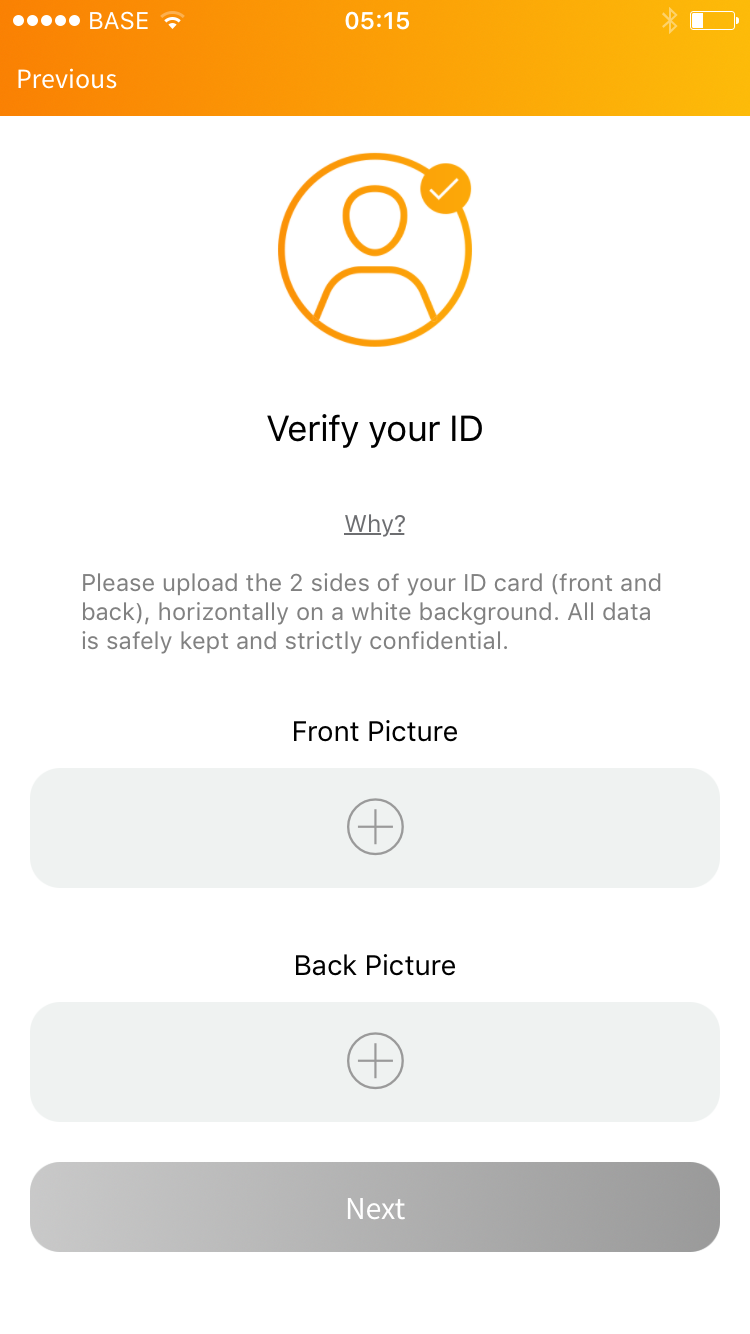 BASE 05:15
Previous
Verify your ID
Why?
Please upload the 2 sides of your ID card (front and
back), horizontally on a white background. All data
is safely kept and strictly confidential.
Front Picture
Back Picture
Next